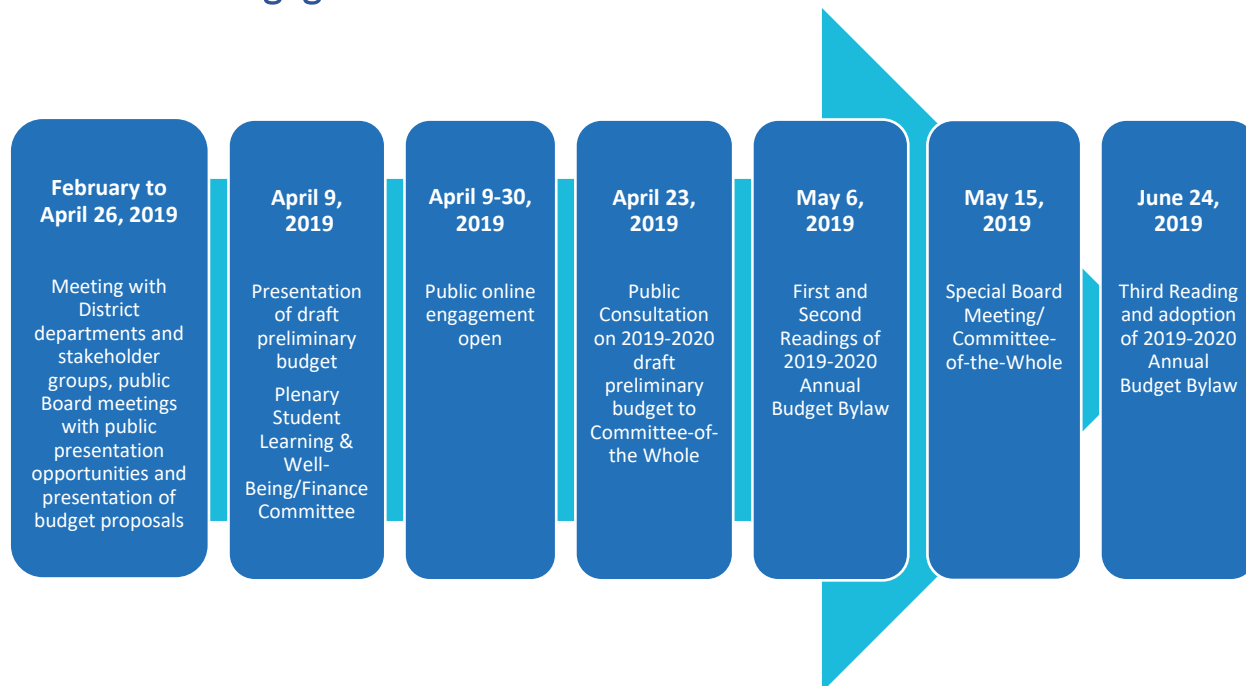 February to
April 26, 2019
Meeting with
District
departments and
stakeholder
groups, public
Board meetings
with public
presentation
opportunities and
presentation of
budget proposals
April 9,
2019
Presentation
of draft
preliminary
budget
Plenary
Student
Learning &
Well-
Being/Finance
Committee
April 9-30,
2019
Public online
engagement
open
April 23,
2019
Public
Consultation
on 2019-2020
draft
preliminary
budget to
Committee-of-
the Whole
May 6,
2019
First and
Second
Readings of
2019-2020
Annual
Budget Bylaw
May 15,
2019
Special Board
Meeting/
Committee-
of-the-Whole
June 24,
2019
Third Reading
and adoption
of 2019-2020
Annual
Budget Bylaw